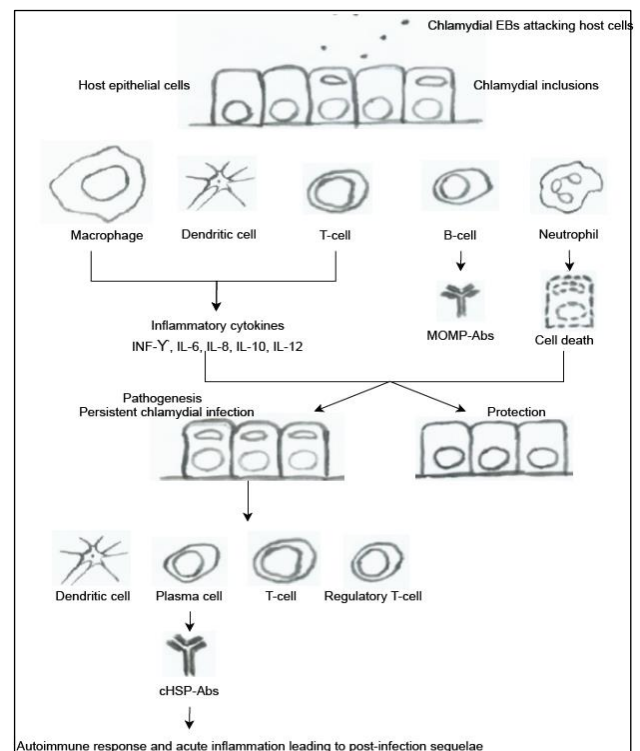 Chlamydial EBs attacking host cells
Host epithelial cells
Chlamydial inclusions
Macrophage
Dendritic cell
T-cell
B-cell
Neutrophil
Inflammatory cytokines
INF-ϒ, IL-6, IL-8, IL-10, IL-12
MOMP-Abs
Cell death
Pathogenesis
Persistent chlamydial infection
Protection
Dendritic cell
Plasma cell
T-cell
Regulatory T-cell
cHSP-Abs
Autoimmune response and acute inflammation leading to post-infection sequelae